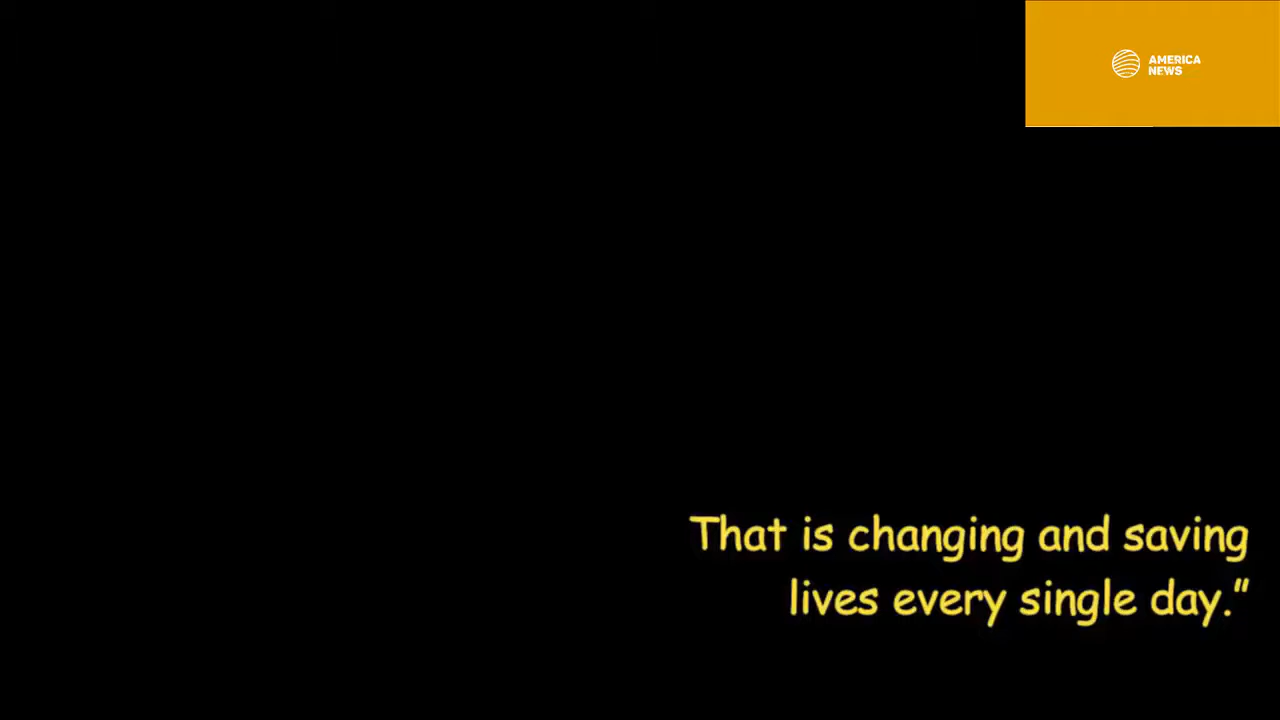 AMERICA
NEWS
That is changing and saving
lives every single day.”